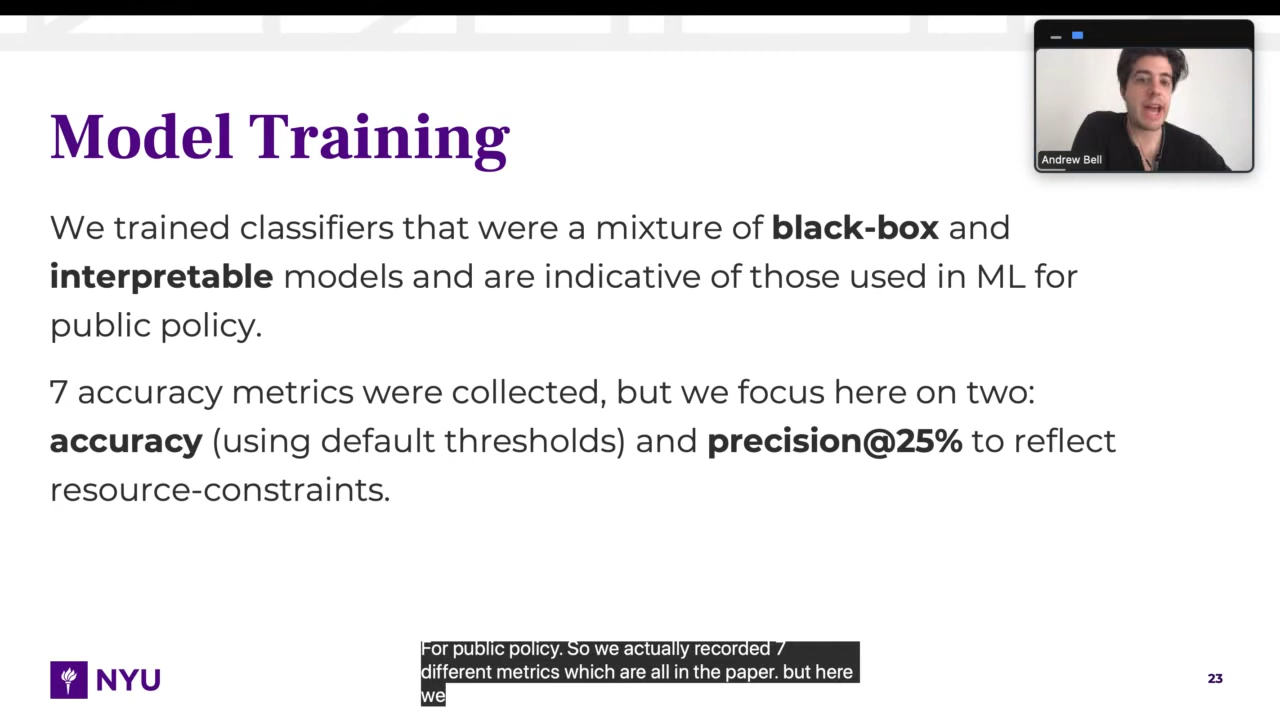 Andrew Bell
Model Training
We trained classifiers that were a mixture of black-box and
interpretable models and are indicative of those used in ML for
public policy.
7 accuracy metrics were collected, but we focus here on two:
accuracy (using default thresholds) and precision@25% to reflect
resource-constraints.
For public policy. So we actually recorded 7
different metrics which are all in the paper. but here
we
NYU
23